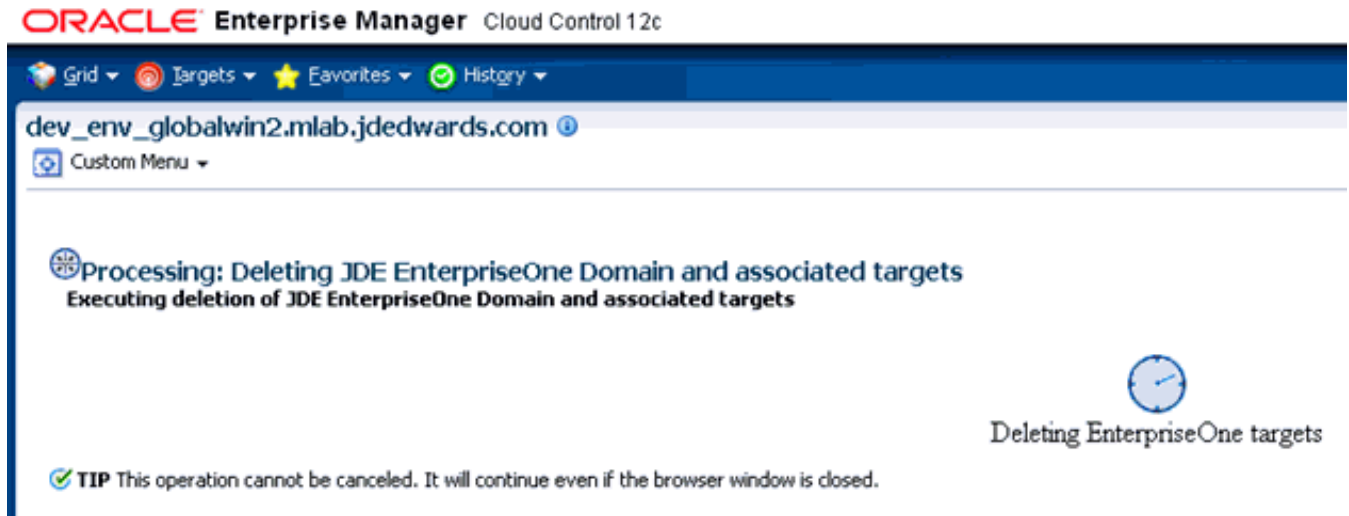 ORACLE Enterprise Manager Cloud Control 12c
Grid Targets Favorites History
dev_env_globalwin2.mlab.jdedwards.com
Custom Menu
Processing: Deleting JDE EnterpriseOne Domain and associated targets
Executing deletion of JDE EnterpriseOne Domain and associated targets
Deleting EnterpriseOne targets
TIP This operation cannot be canceled. It will continue even if the browser window is closed.